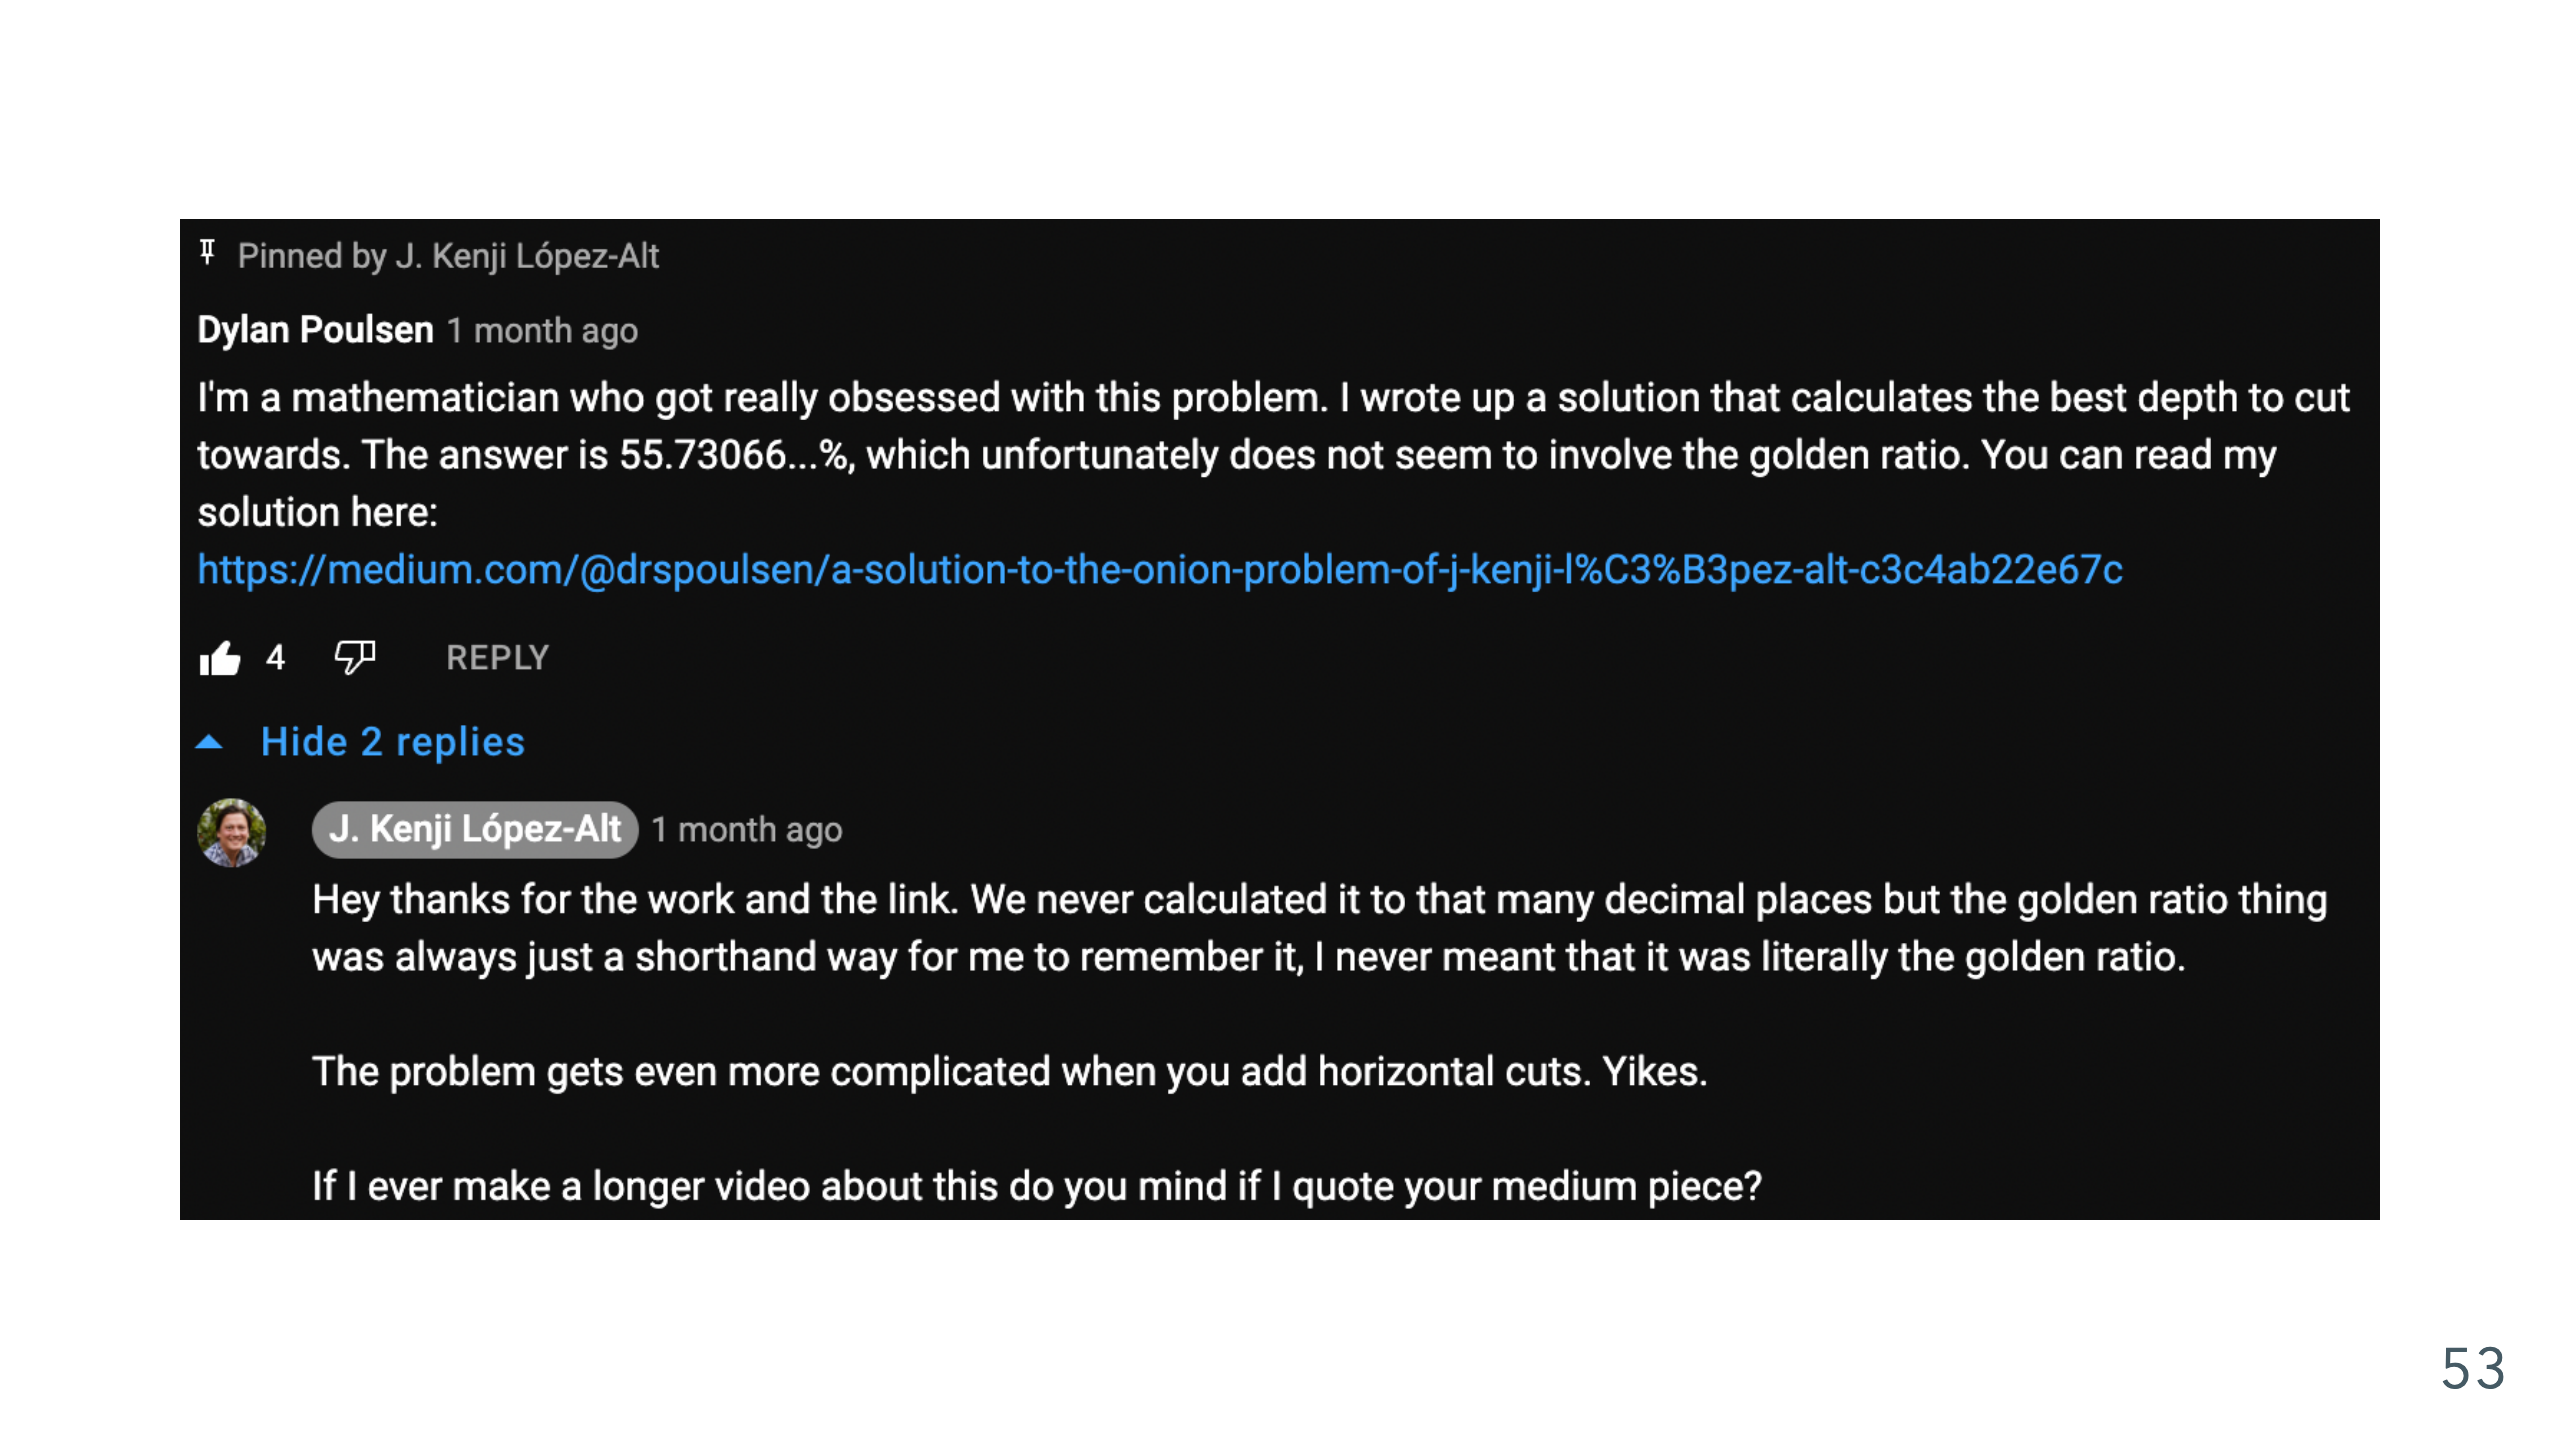 Pinned by J. Kenji López-Alt
Dylan Poulsen 1 month ago
I'm a mathematician who got really obsessed with this problem. I wrote up a solution that calculates the best depth to cut
towards. The answer is 55.73066...%, which unfortunately does not seem to involve the golden ratio. You can read my
solution here:
https://medium.com/@drspoulsen/a-solution-to-the-onion-problem-of-j-kenji-l%C3%B3pez-alt-c3c4ab22e67c
4 REPLY
Hide 2 replies
J. Kenji López-Alt 1 month ago
Hey thanks for the work and the link. We never calculated it to that many decimal places but the golden ratio thing
was always just a shorthand way for me to remember it, I never meant that it was literally the golden ratio.
The problem gets even more complicated when you add horizontal cuts. Yikes.
If I ever make a longer video about this do you mind if I quote your medium piece?
53